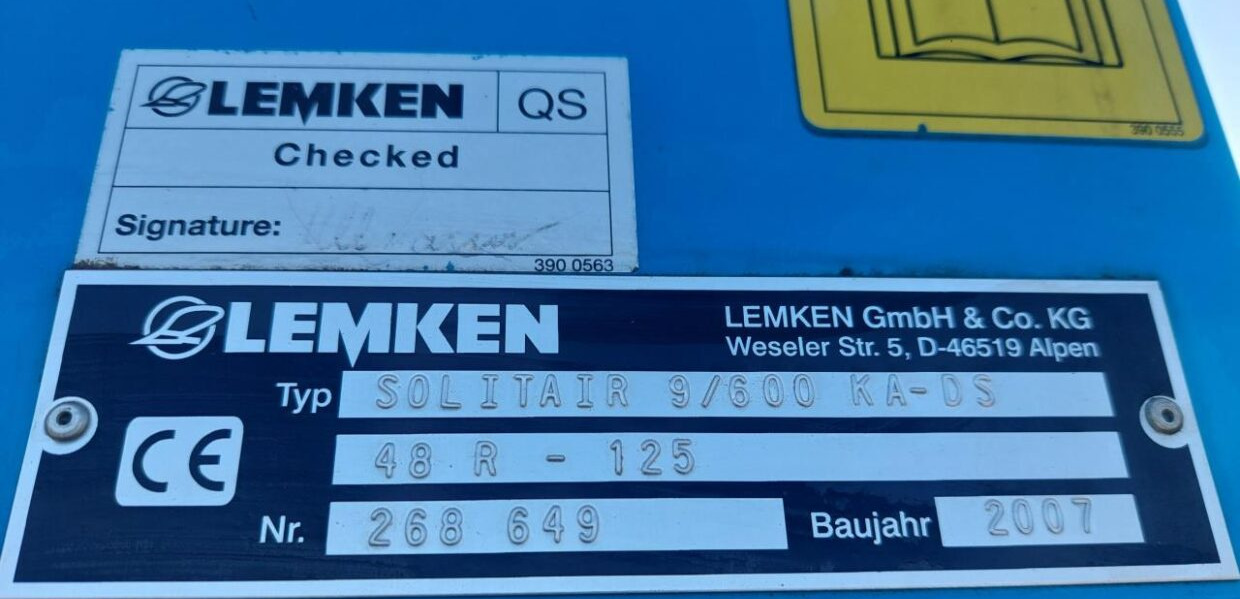 LEMKEN QS
Checked
Signature:
390 0563
390 0555
LEMKEN
LEMKEN GmbH & Co. KG
Weseler Str. 5, D-46519 Alpen
Typ SOLITAIR 9/600 KA-DS
48 R - 125
CE
Nr. 268 649 Baujahr 2007